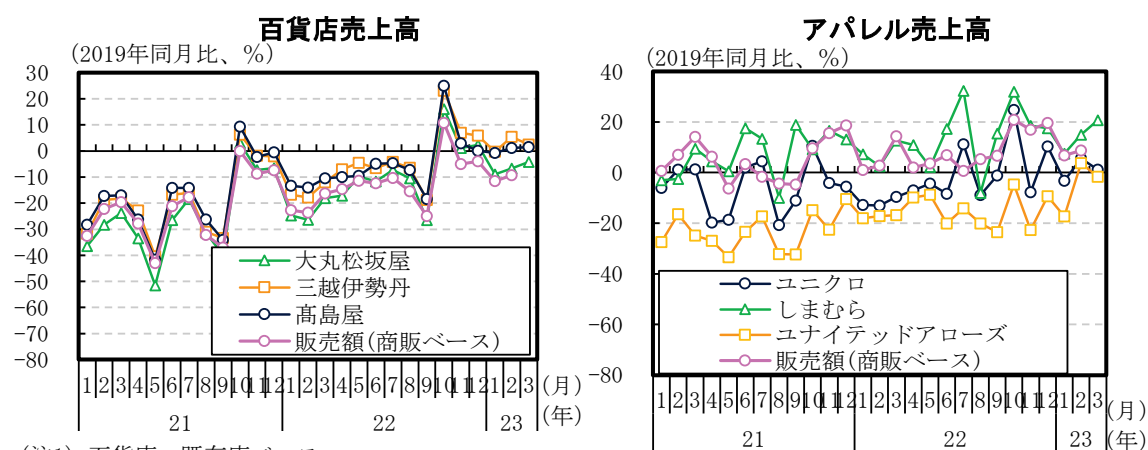 百貨店売上高
(2019年同月比、%)
30
20
10
0
-10
-20
-30
-40
-50
-60
-70
-80
大丸松坂屋
三越伊勢丹
髙島屋
販売額(商販ベース)
1 2 3 4 5 6 7 8 9 10 11 12 1 2 3 4 5 6 7 8 9 10 11 12 1 2 3 (月)
21 22 23 (年)
アパレル売上高
(2019年同月比、%)
40
20
0
-20
-40
-60
-80
ユニクロ
しまむら
ユナイテッドアローズ
販売額(商販ベース)
1 2 3 4 5 6 7 8 9 10 11 12 1 2 3 4 5 6 7 8 9 10 11 12 1 2 3 (月)
21 22 23 (年)